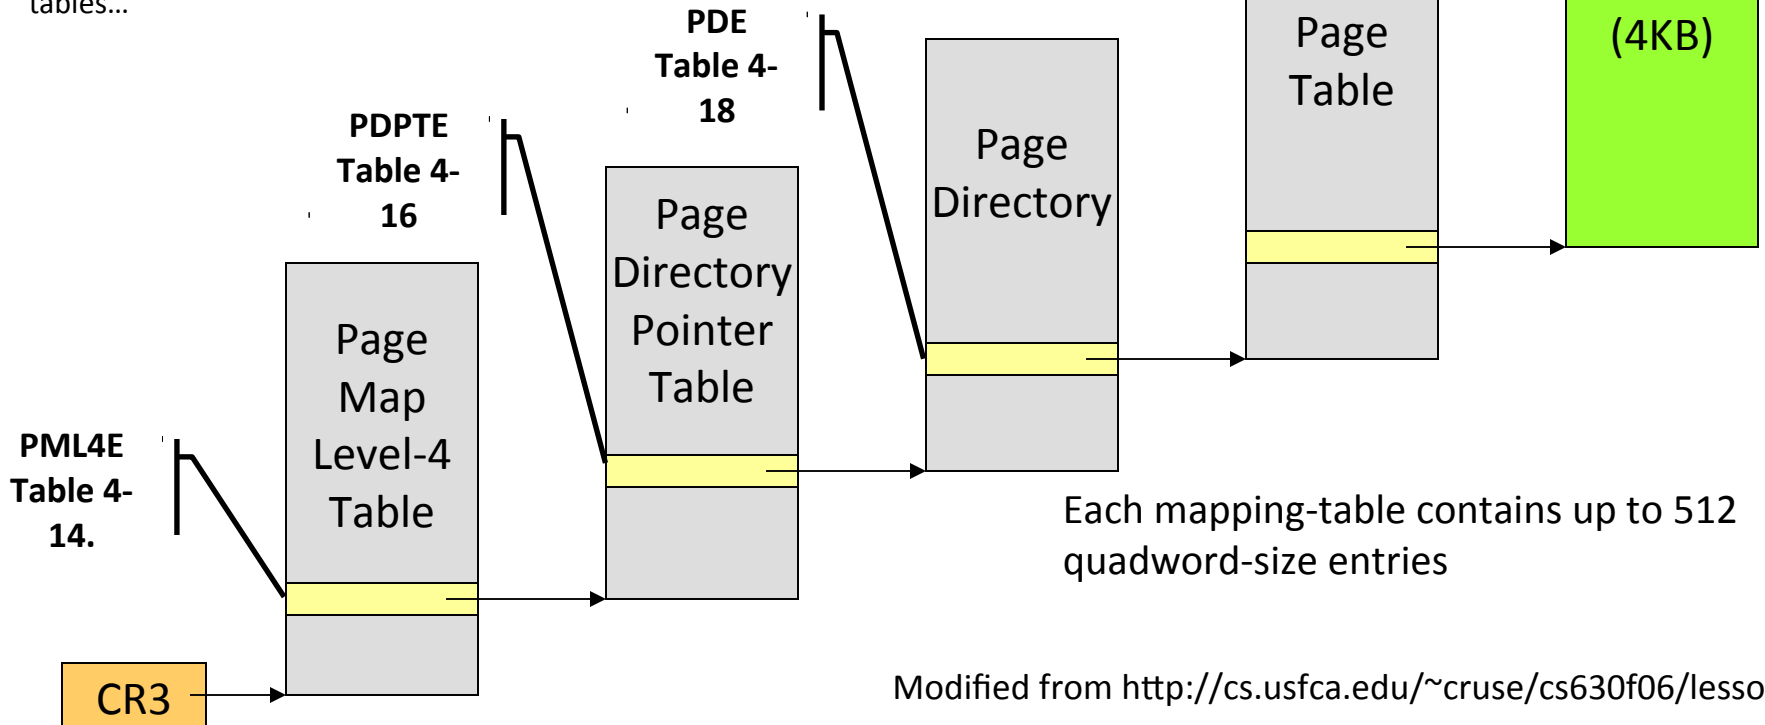 tables...
PDE
Table 4-
18
Page
Table
(4KB)
PDPTE
Table 4-
16
Page
Directory
Page
Directory
Pointer
Table
Page
Map
Level-4
Table
PML4E
Table 4-
14.
Each mapping-table contains up to 512
quadword-size entries
CR3
Modified from http://cs.usfca.edu/~cruse/cs630f06/lesso